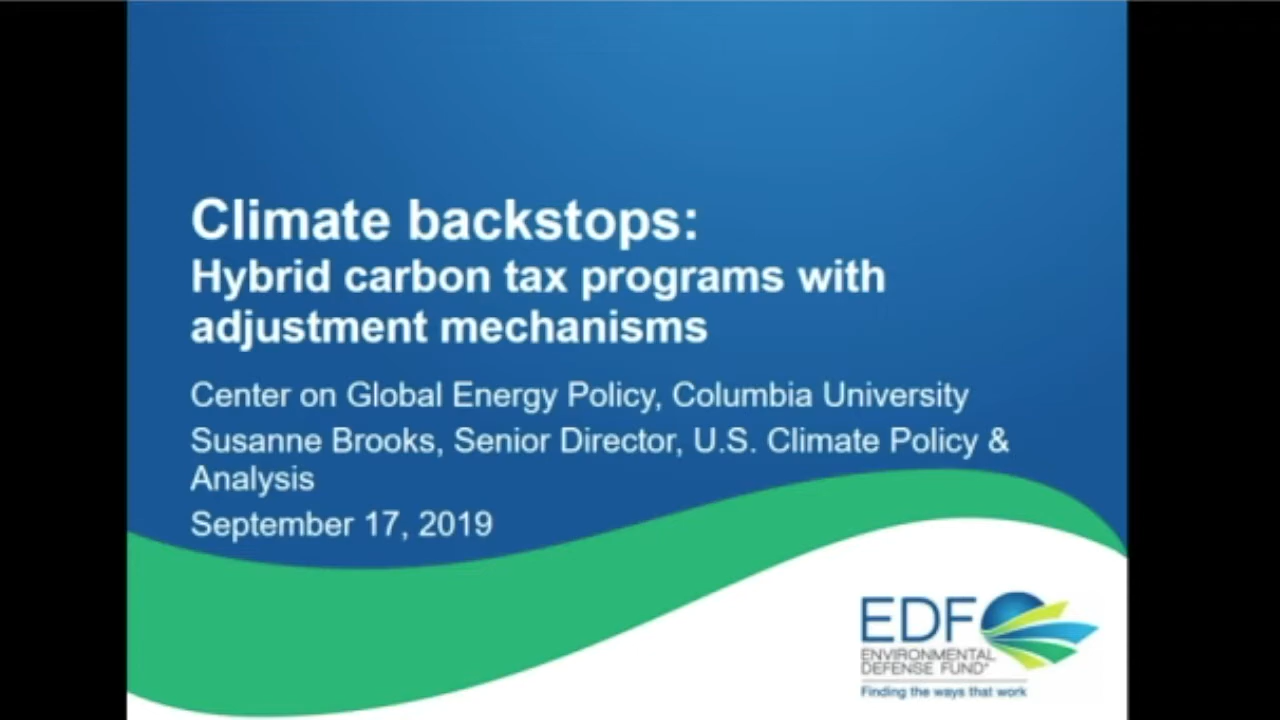 Climate backstops:
Hybrid carbon tax programs with
adjustment mechanisms
Center on Global Energy Policy, Columbia University
Susanne Brooks, Senior Director, U.S. Climate Policy &
Analysis
September 17, 2019
EDF
ENVIRONMENTAL
DEFENSE FUND®
Finding the ways that work